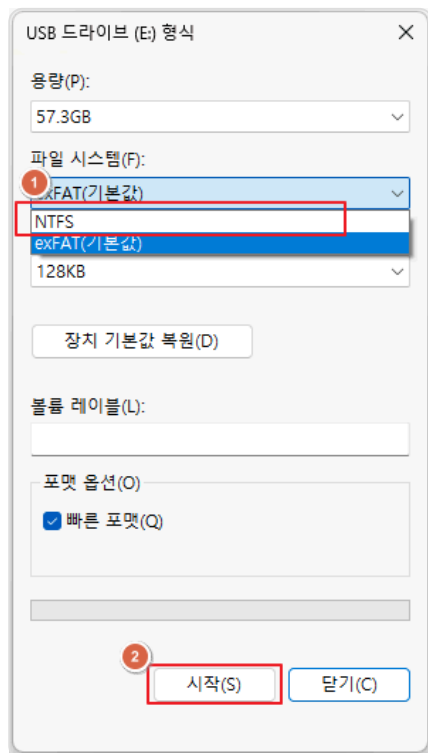 USB 드라이브 (E:) 형식
용량(P):
57.3GB
파일 시스템(F):
1
exFAT(기본값)
NTFS
exFAT(기본값)
128KB
장치 기본값 복원(D)
볼륨 레이블(L):
포맷 옵션(O)
빠른 포맷(Q)
2
시작(S)
닫기(C)